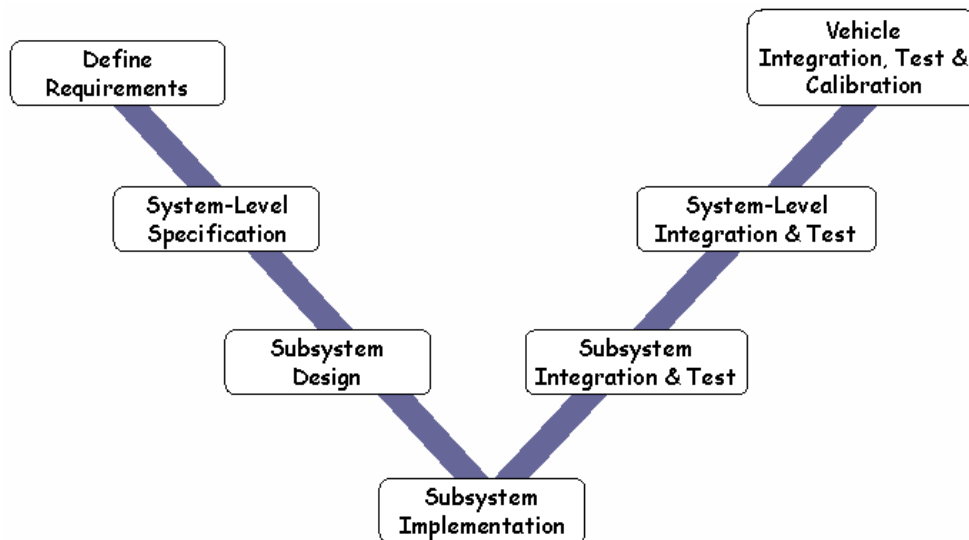 Define
Requirements
System-Level
Specification
Subsystem
Design
Subsystem
Implementation
Subsystem
Integration & Test
System-Level
Integration & Test
Vehicle
Integration, Test &
Calibration